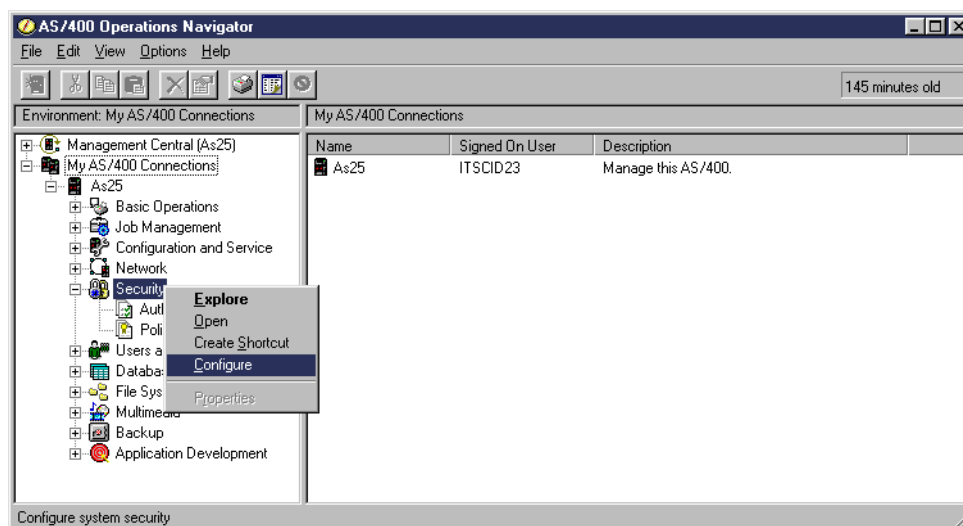 AS/400 Operations Navigator
File Edit View Options Help
145 minutes old
Environment: My AS/400 Connections
My AS/400 Connections
Management Central (As25)
My AS/400 Connections
As25
Basic Operations
Job Management
Configuration and Service
Network
Security
Autl
Poli
Users a
Databa
File Sys
Multimedia
Backup
Application Development
Explore
Open
Create Shortcut
Configure
Properties
Name Signed On User Description
As25 ITSCID23 Manage this AS/400.
Configure system security